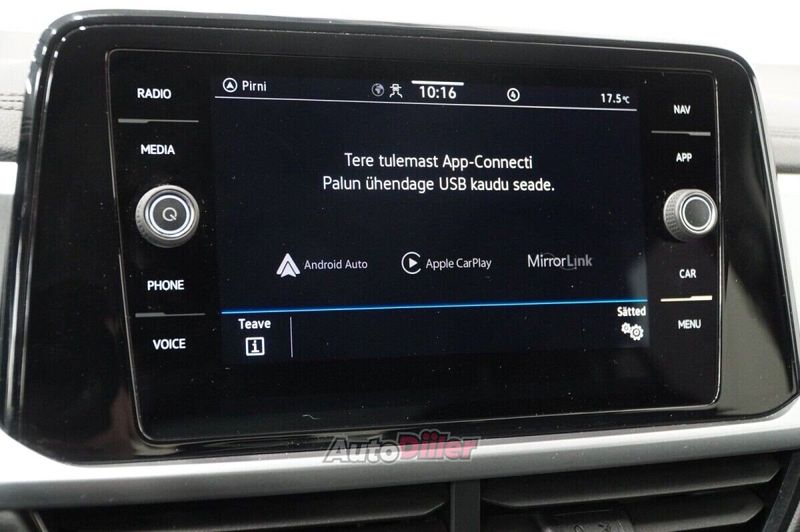 RADIO
MEDIA
PHONE
VOICE
Pirni
10:16
4
17.5°C
Tere tulemast App-Connecti
Palun ühendage USB kaudu seade.
Android Auto
Apple CarPlay
MirrorLink
Teave
i
Sätted
NAV
APP
CAR
MENU
AutoDiiler